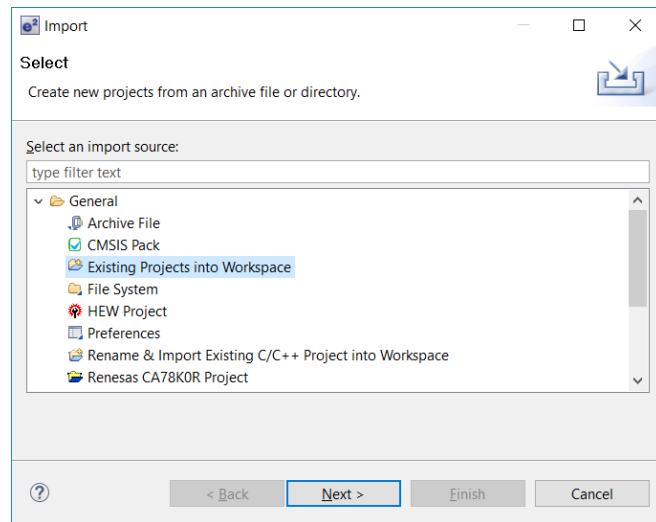 e² Import
Select
Create new projects from an archive file or directory.
Select an import source:
type filter text
General
Archive File
CMSIS Pack
Existing Projects into Workspace
File System
HEW Project
Preferences
Rename & Import Existing C/C++ Project into Workspace
Renesas CA78K0R Project
? < Back Next > Finish Cancel